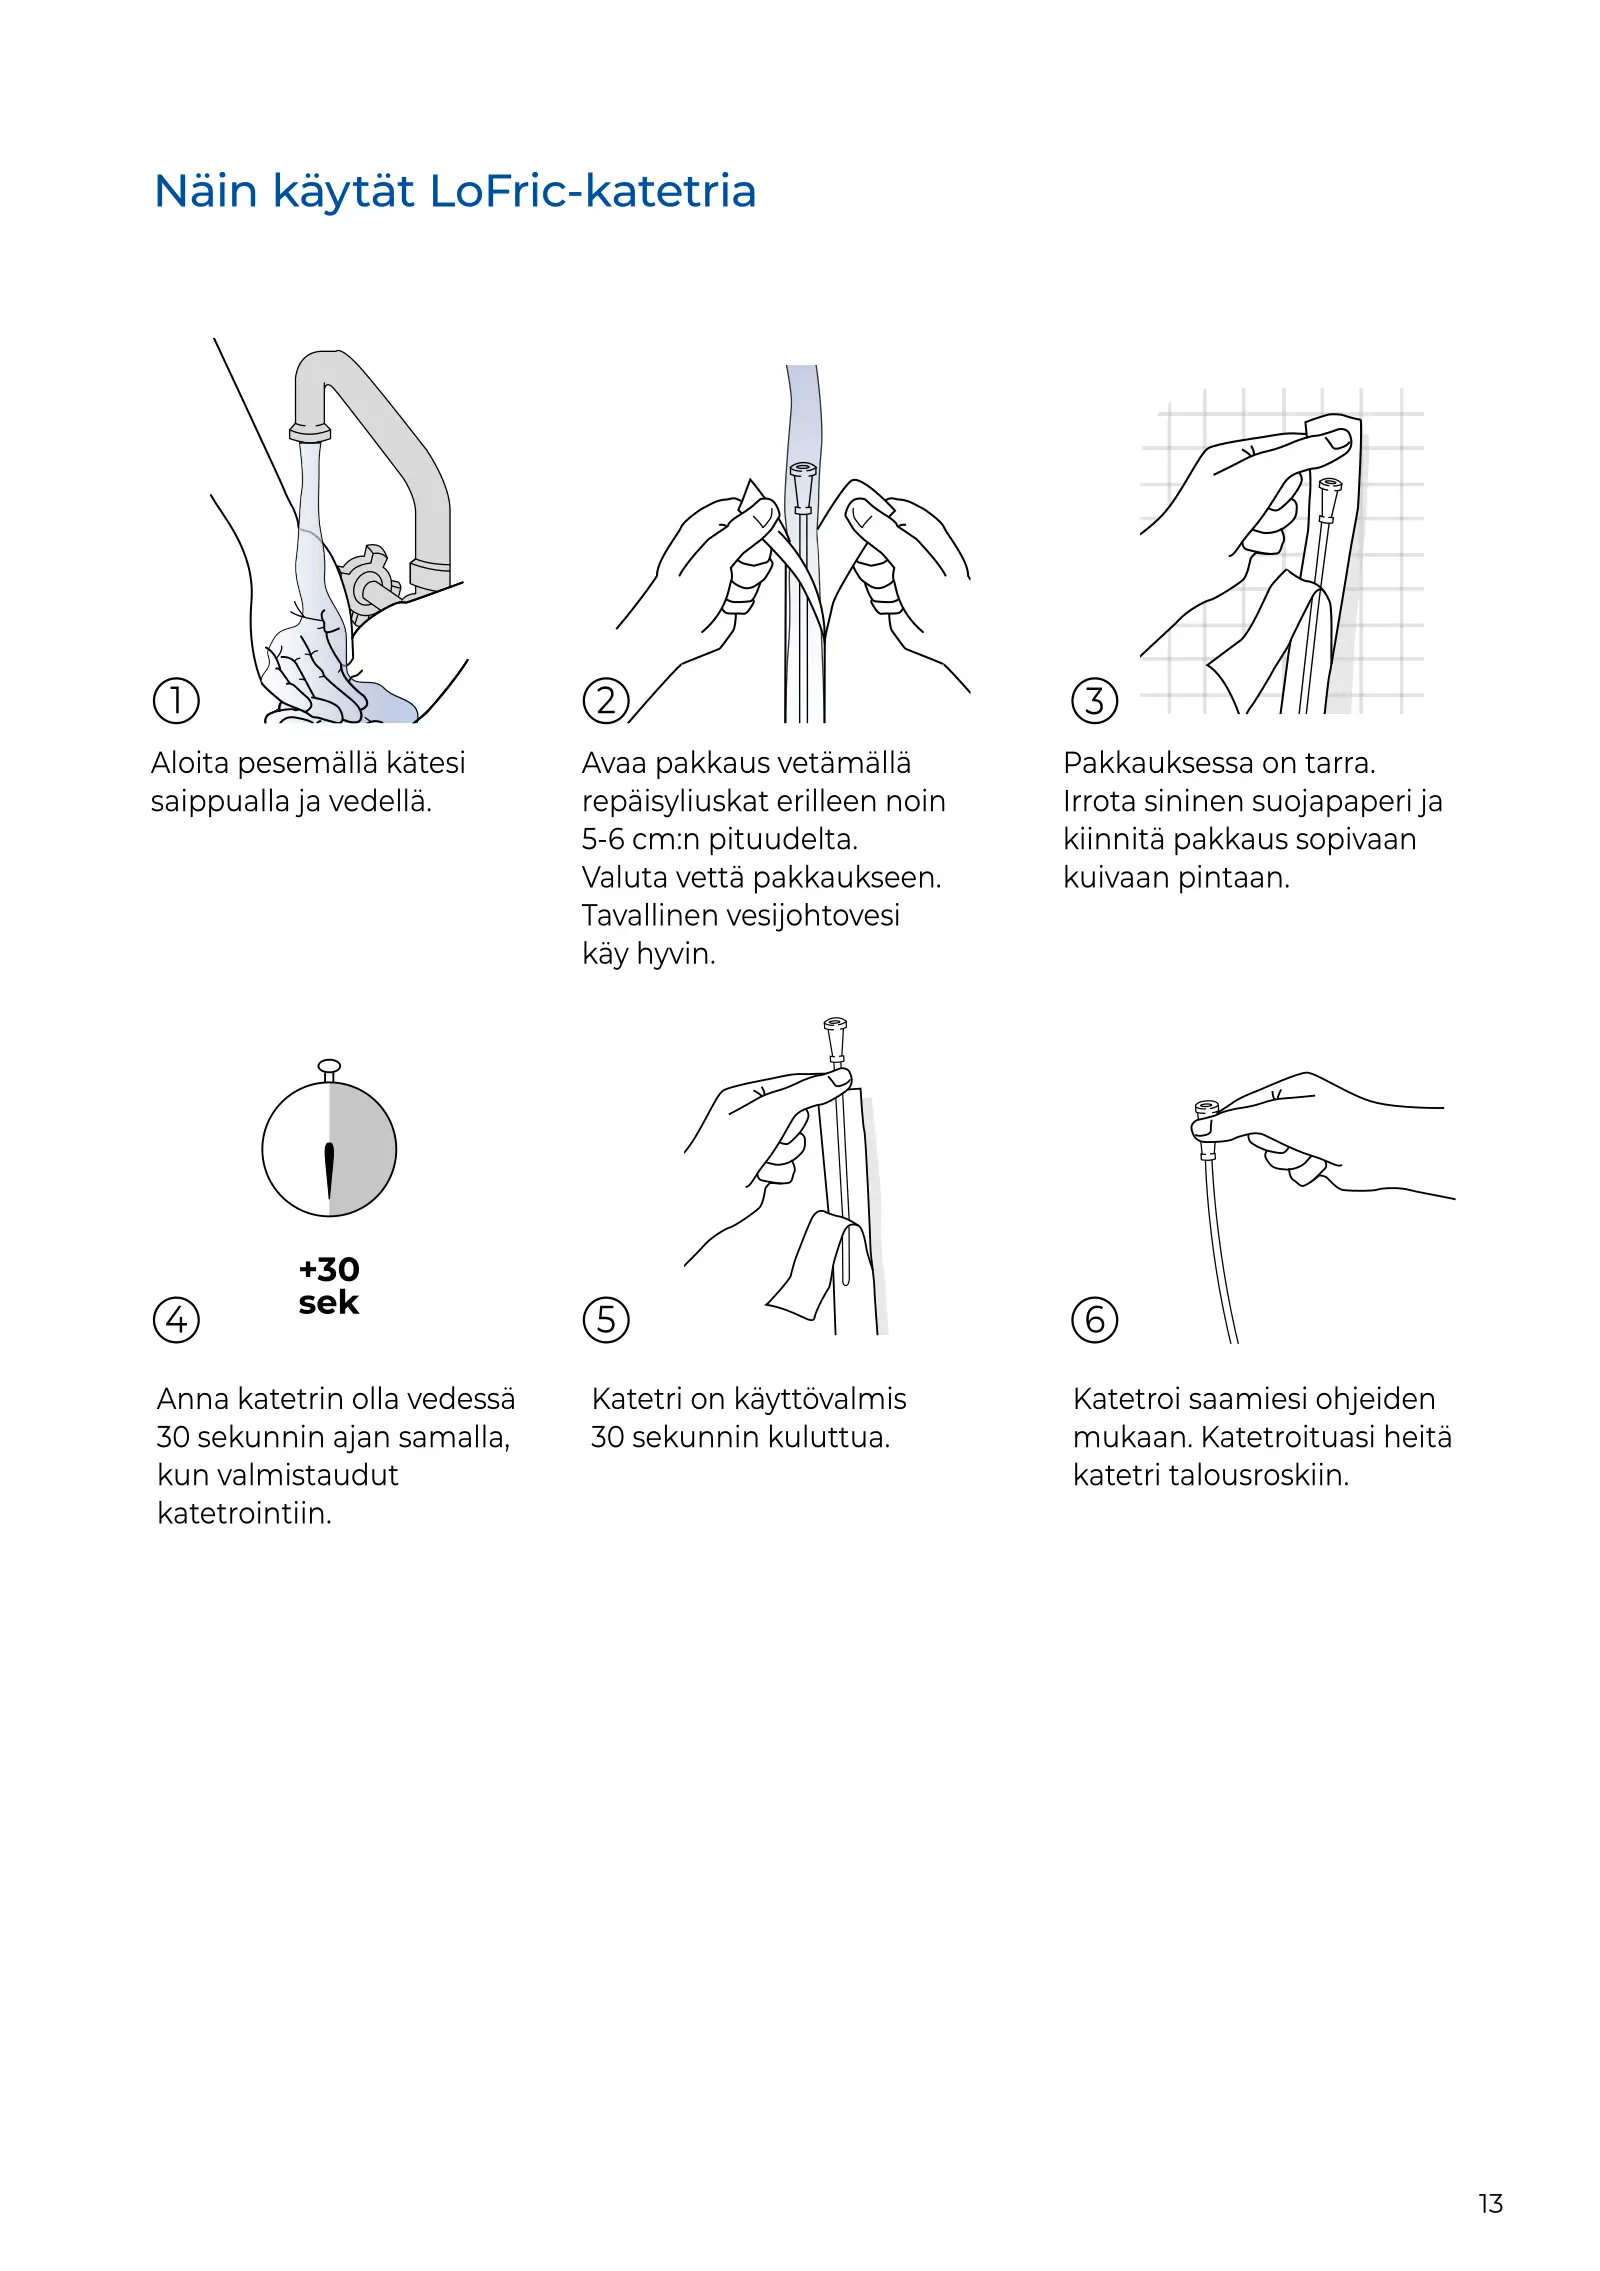 Näin käytät LoFric-katetria
1
Aloita pesemällä kätesi
saippualla ja vedellä.
2
Avaa pakkaus vetämällä
repäisyliuskat erilleen noin
5-6 cm:n pituudelta.
Valuta vettä pakkaukseen.
Tavallinen vesijohtovesi
käy hyvin.
3
Pakkauksessa on tarra.
Irrota sininen suojapaperi ja
kiinnitä pakkaus sopivaan
kuivaan pintaan.
+30
sek
4
Anna katetrin olla vedessä
30 sekunnin ajan samalla,
kun valmistaudut
katetrointiin.
5
Katetri on käyttövalmis
30 sekunnin kuluttua.
6
Katetroi saamiesi ohjeiden
mukaan. Katetroituasi heitä
katetri talousroskiin.
13